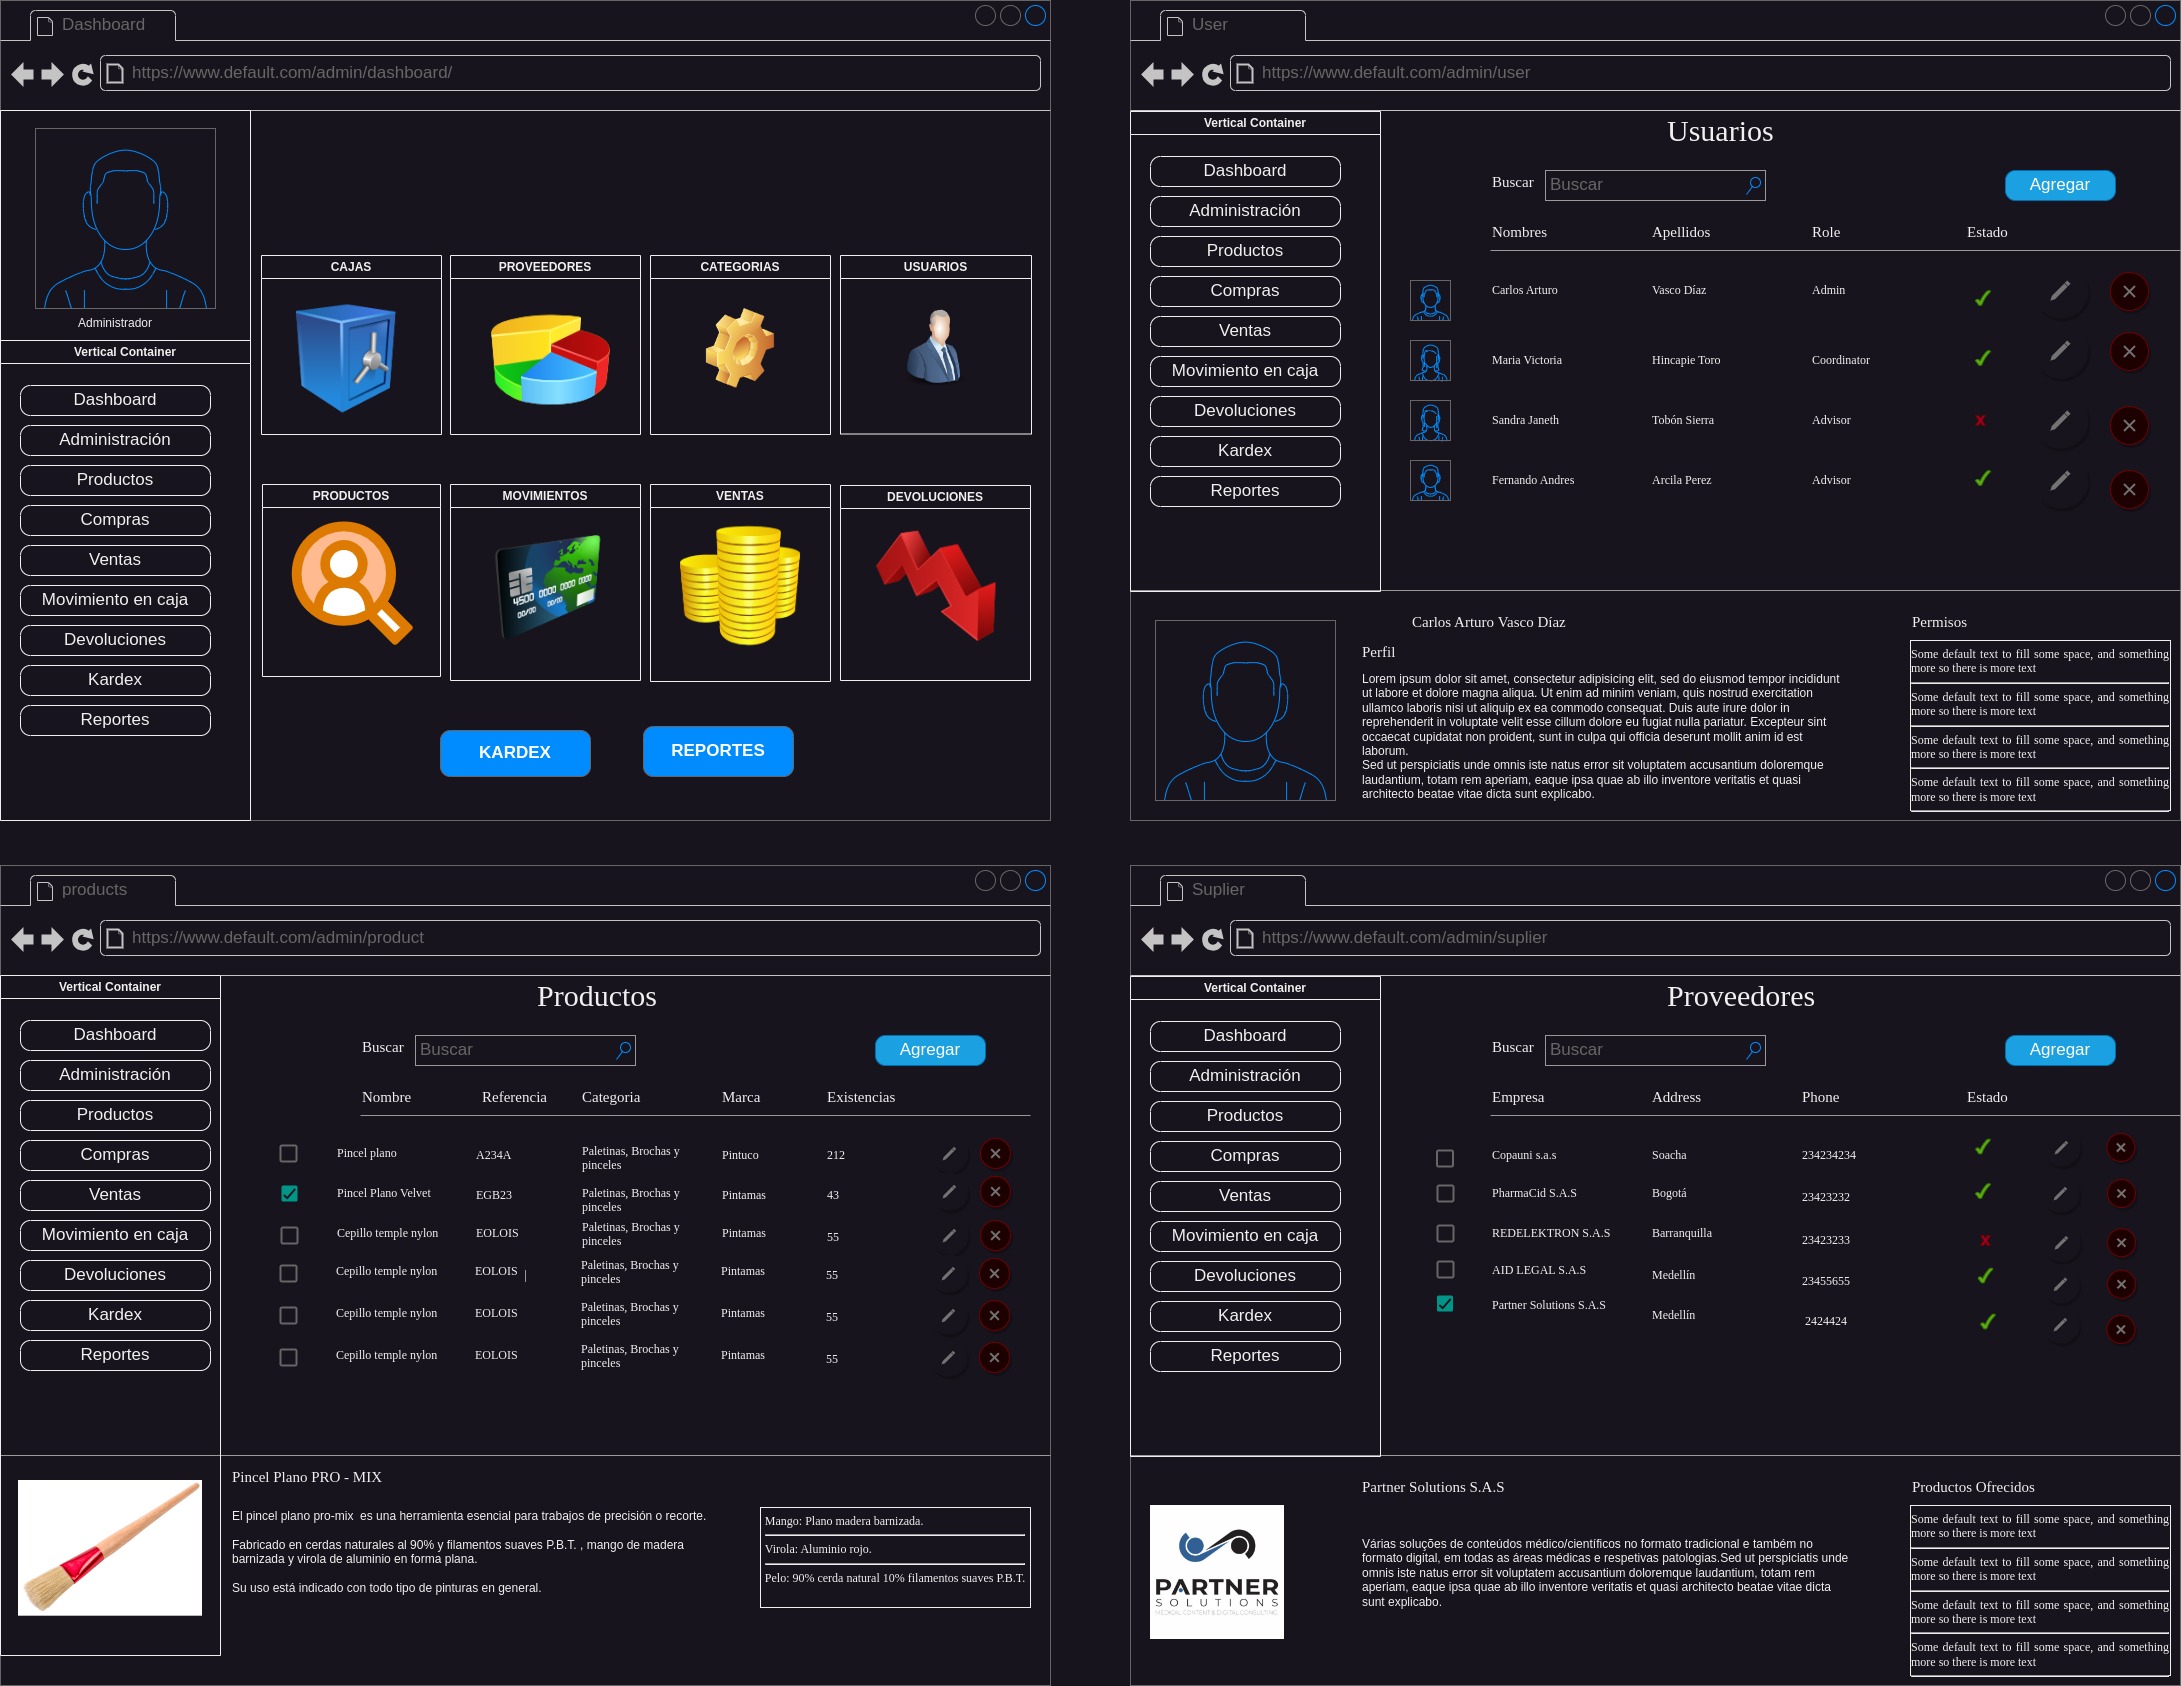 Dashboard
https://www.default.com/admin/dashboard/
Administrador
Vertical Container
Dashboard
Administración
Productos
Compras
Ventas
Movimiento en caja
Devoluciones
Kardex
Reportes
CAJAS
PROVEEDORES
CATEGORIAS
USUARIOS
PRODUCTOS
MOVIMIENTOS
VENTAS
DEVOLUCIONES
4500 0000 0000 0000
00/00 00/00
KARDEX
REPORTES
User
https://www.default.com/admin/user
Vertical Container
Dashboard
Administración
Productos
Compras
Ventas
Movimiento en caja
Devoluciones
Kardex
Reportes
Usuarios
Buscar Buscar Agregar
Nombres Apellidos Role Estado
Carlos Arturo Vasco Díaz Admin
Maria Victoria Hincapie Toro Coordinator
Sandra Janeth Tobón Sierra Advisor x
Fernando Andres Arcila Perez Advisor
Carlos Arturo Vasco Díaz
Perfil
Lorem ipsum dolor sit amet, consectetur adipisicing elit, sed do eiusmod tempor incididunt
ut labore et dolore magna aliqua. Ut enim ad minim veniam, quis nostrud exercitation
ullamco laboris nisi ut aliquip ex ea commodo consequat. Duis aute irure dolor in
reprehenderit in voluptate velit esse cillum dolore eu fugiat nulla pariatur. Excepteur sint
occaecat cupidatat non proident, sunt in culpa qui officia deserunt mollit anim id est
laborum.
Sed ut perspiciatis unde omnis iste natus error sit voluptatem accusantium doloremque
laudantium, totam rem aperiam, eaque ipsa quae ab illo inventore veritatis et quasi
architecto beatae vitae dicta sunt explicabo.
Permisos
Some default text to fill some space, and something
more so there is more text
Some default text to fill some space, and something
more so there is more text
Some default text to fill some space, and something
more so there is more text
Some default text to fill some space, and something
more so there is more text
products
https://www.default.com/admin/product
Vertical Container
Dashboard
Administración
Productos
Compras
Ventas
Movimiento en caja
Devoluciones
Kardex
Reportes
Productos
Buscar Buscar Agregar
Nombre Referencia Categoria Marca Existencias
Pincel plano A234A Paletinas, Brochas y Pintuco 212
pinceles
Pincel Plano Velvet EGB23 Paletinas, Brochas y Pintamas 43
pinceles
Cepillo temple nylon EOLOIS Paletinas, Brochas y Pintamas 55
pinceles
Cepillo temple nylon EOLOIS Paletinas, Brochas y Pintamas 55
pinceles
Cepillo temple nylon EOLOIS Paletinas, Brochas y Pintamas 55
pinceles
Cepillo temple nylon EOLOIS Paletinas, Brochas y Pintamas 55
pinceles
Pincel Plano PRO - MIX
El pincel plano pro-mix es una herramienta esencial para trabajos de precisión o recorte.
Fabricado en cerdas naturales al 90% y filamentos suaves P.B.T. , mango de madera
barnizada y virola de aluminio en forma plana.
Su uso está indicado con todo tipo de pinturas en general.
Mango: Plano madera barnizada.
Virola: Aluminio rojo.
Pelo: 90% cerda natural 10% filamentos suaves P.B.T.
Suplier
https://www.default.com/admin/suplier
Vertical Container
Dashboard
Administración
Productos
Compras
Ventas
Movimiento en caja
Devoluciones
Kardex
Reportes
Proveedores
Buscar Buscar Agregar
Empresa Address Phone Estado
Copauni s.a.s Soacha 234234234
PharmaCid S.A.S Bogotá 23423232
REDELEKTRON S.A.S Barranquilla 23423233 x
AID LEGAL S.A.S Medellín 23455655
Partner Solutions S.A.S Medellín 2424424
PARTNER
SOLUTIONS
MEDICAL CONTENT & DIGITAL CONSULTING
Partner Solutions S.A.S
Várias soluções de conteúdos médico/científicos no formato tradicional e também no
formato digital, em todas as áreas médicas e respetivas patologias.Sed ut perspiciatis unde
omnis iste natus error sit voluptatem accusantium doloremque laudantium, totam rem
aperiam, eaque ipsa quae ab illo inventore veritatis et quasi architecto beatae vitae dicta
sunt explicabo.
Productos Ofrecidos
Some default text to fill some space, and something
more so there is more text
Some default text to fill some space, and something
more so there is more text
Some default text to fill some space, and something
more so there is more text
Some default text to fill some space, and something
more so there is more text